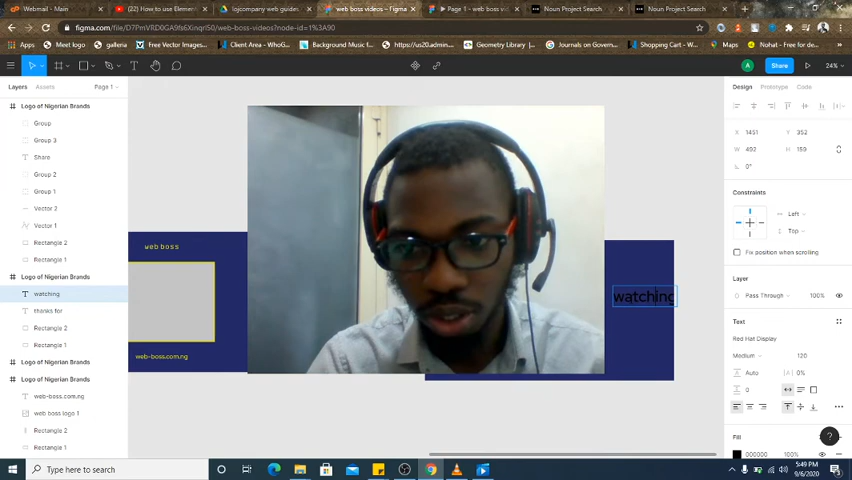 Webmail - Main
(22) How to use Element
logocompany web guides
web boss videos – Figma
Page 1 - web boss v
Noun Project Search
Noun Project Search
figma.com/file/D7PmVRD0GA9fs6XinqrlS0/web-boss-videos?node-id=1%3A90
Apps
Meet logo
Free Vector Images
Client Area - WhoG
Background Music f
https://us20.admin
Geometry Library
Journals on Governm
Shopping Cart - Wh
Nohat - Free for de
Layers
Assets
Page 1
A
Share
24%
Logo of Nigerian Brands
Group
Group 3
Share
Group 2
Group 1
Vector 2
Vector 1
Rectangle 2
Rectangle 1
Logo of Nigerian Brands
watching
thanks for
Rectangle 2
Rectangle 1
Logo of Nigerian Brands
Logo of Nigerian Brands
web-boss.com.ng
web boss logo 1
Rectangle 2
Rectangle 1
web boss
web-boss.com.ng
watching
Design
Prototype
Code
X 1451
Y 352
W 492
H 159
0°
Constraints
Left
Top
Fix position when scrolling
Layer
Pass Through
100%
Text
Red Hat Display
Medium
120
Auto
0%
0
Fill
000000
100%
?
Type here to search
5:49 PM
9/6/2020